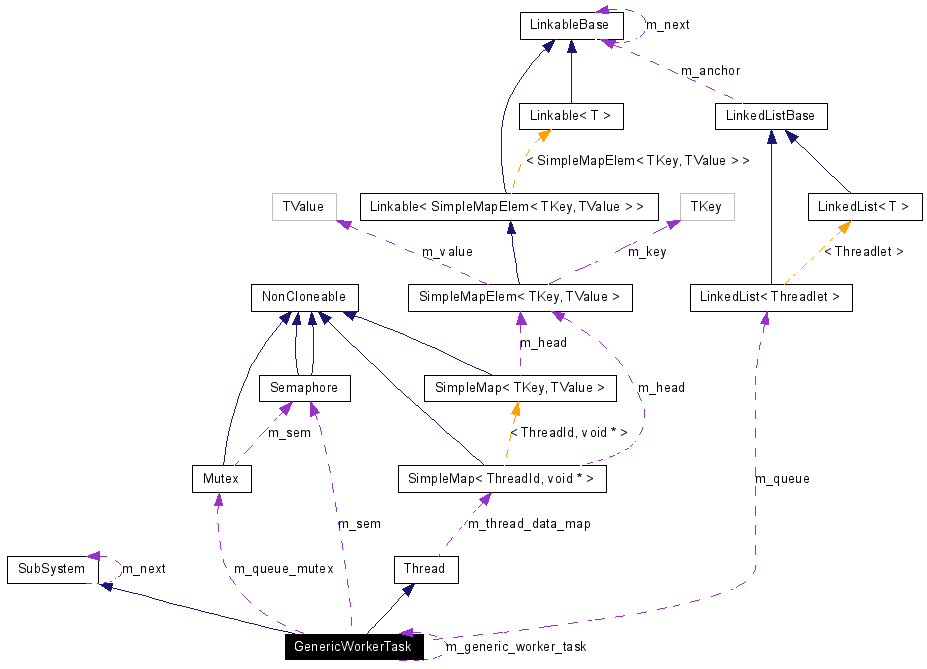 LinkableBase
m_next
m_anchor
Linkable< T >
LinkedListBase
< SimpleMapElem< TKey, TValue > >
TValue
Linkable< SimpleMapElem< TKey, TValue > >
TKey
LinkedList< T >
m_value
m_key
< Threadlet >
NonCloneable
SimpleMapElem< TKey, TValue >
LinkedList< Threadlet >
m_head
Semaphore
SimpleMap< TKey, TValue >
m_head
m_sem
< ThreadId, void * >
Mutex
SimpleMap< ThreadId, void * >
m_queue
m_sem
m_thread_data_map
SubSystem
m_next
m_queue_mutex
Thread
GenericWorkerTask
m_generic_worker_task